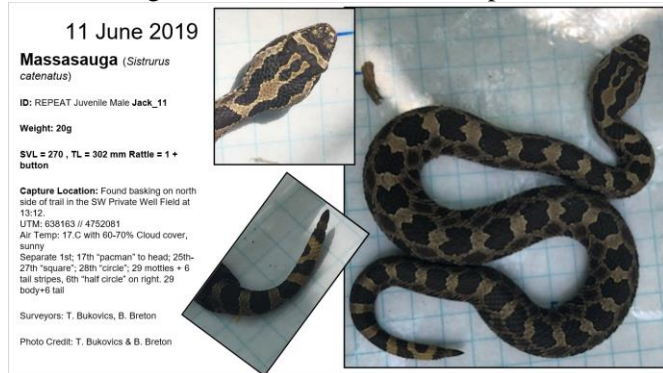 11 June 2019
Massasauga (Sistrurus
catenatus)
ID: REPEAT Juvenile Male Jack_11
Weight: 20g
SVL = 270 , TL = 302 mm Rattle = 1 +
button
Capture Location: Found basking on north
side of trail in the SW Private Well Field at
13:12.
UTM: 638163 // 4752081
Air Temp: 17.C with 60-70% Cloud cover,
sunny
Separate 1st; 17th "pacman" to head; 25th-
27th "square"; 28th "circle"; 29 mottles + 6
tail stripes, 6th "half circle" on right. 29
body+6 tail
Surveyors: T. Bukovics, B. Breton
Photo Credit: T. Bukovics & B. Breton